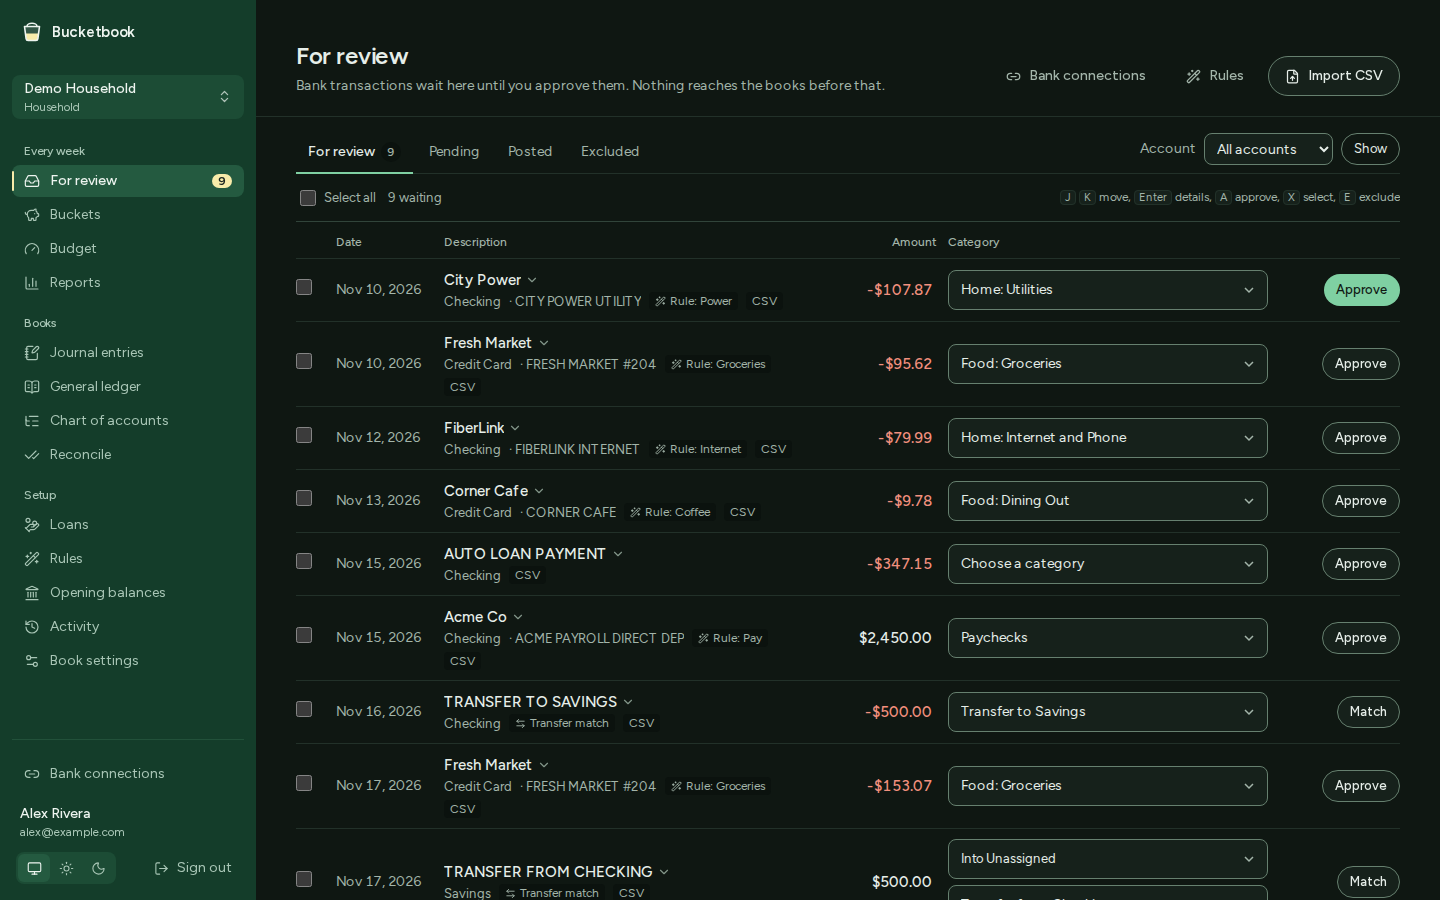 Bucketbook
Demo Household
Household
Every week
For review 9
Buckets
Budget
Reports
Books
Journal entries
General ledger
Chart of accounts
Reconcile
Setup
Loans
Rules
Opening balances
Activity
Book settings
Bank connections
Alex Rivera
alex@example.com
Sign out
For review
Bank transactions wait here until you approve them. Nothing reaches the books before that.
Bank connections Rules Import CSV
For review 9 Pending Posted Excluded
Account All accounts Show
Select all 9 waiting
J K move, Enter details, A approve, X select, E exclude
Date Description Amount Category
City Power
Nov 10, 2026 -$107.87 Home: Utilities Approve
Checking · CITY POWER UTILITY Rule: Power CSV
Fresh Market
Nov 10, 2026 Credit Card · FRESH MARKET #204 Rule: Groceries -$95.62 Food: Groceries Approve
CSV
FiberLink
Nov 12, 2026 -$79.99 Home: Internet and Phone Approve
Checking · FIBERLINK INTERNET Rule: Internet CSV
Corner Cafe
Nov 13, 2026 -$9.78 Food: Dining Out Approve
Credit Card · CORNER CAFE Rule: Coffee CSV
AUTO LOAN PAYMENT
Nov 15, 2026 -$347.15 Choose a category Approve
Checking CSV
Acme Co
Nov 15, 2026 Checking · ACME PAYROLL DIRECT DEP Rule: Pay $2,450.00 Paychecks Approve
CSV
TRANSFER TO SAVINGS
Nov 16, 2026 -$500.00 Transfer to Savings Match
Checking Transfer match CSV
Fresh Market
Nov 17, 2026 Credit Card · FRESH MARKET #204 Rule: Groceries -$153.07 Food: Groceries Approve
CSV
Into Unassigned
TRANSFER FROM CHECKING
Nov 17, 2026 $500.00 Match
Savings Transfer match CSV